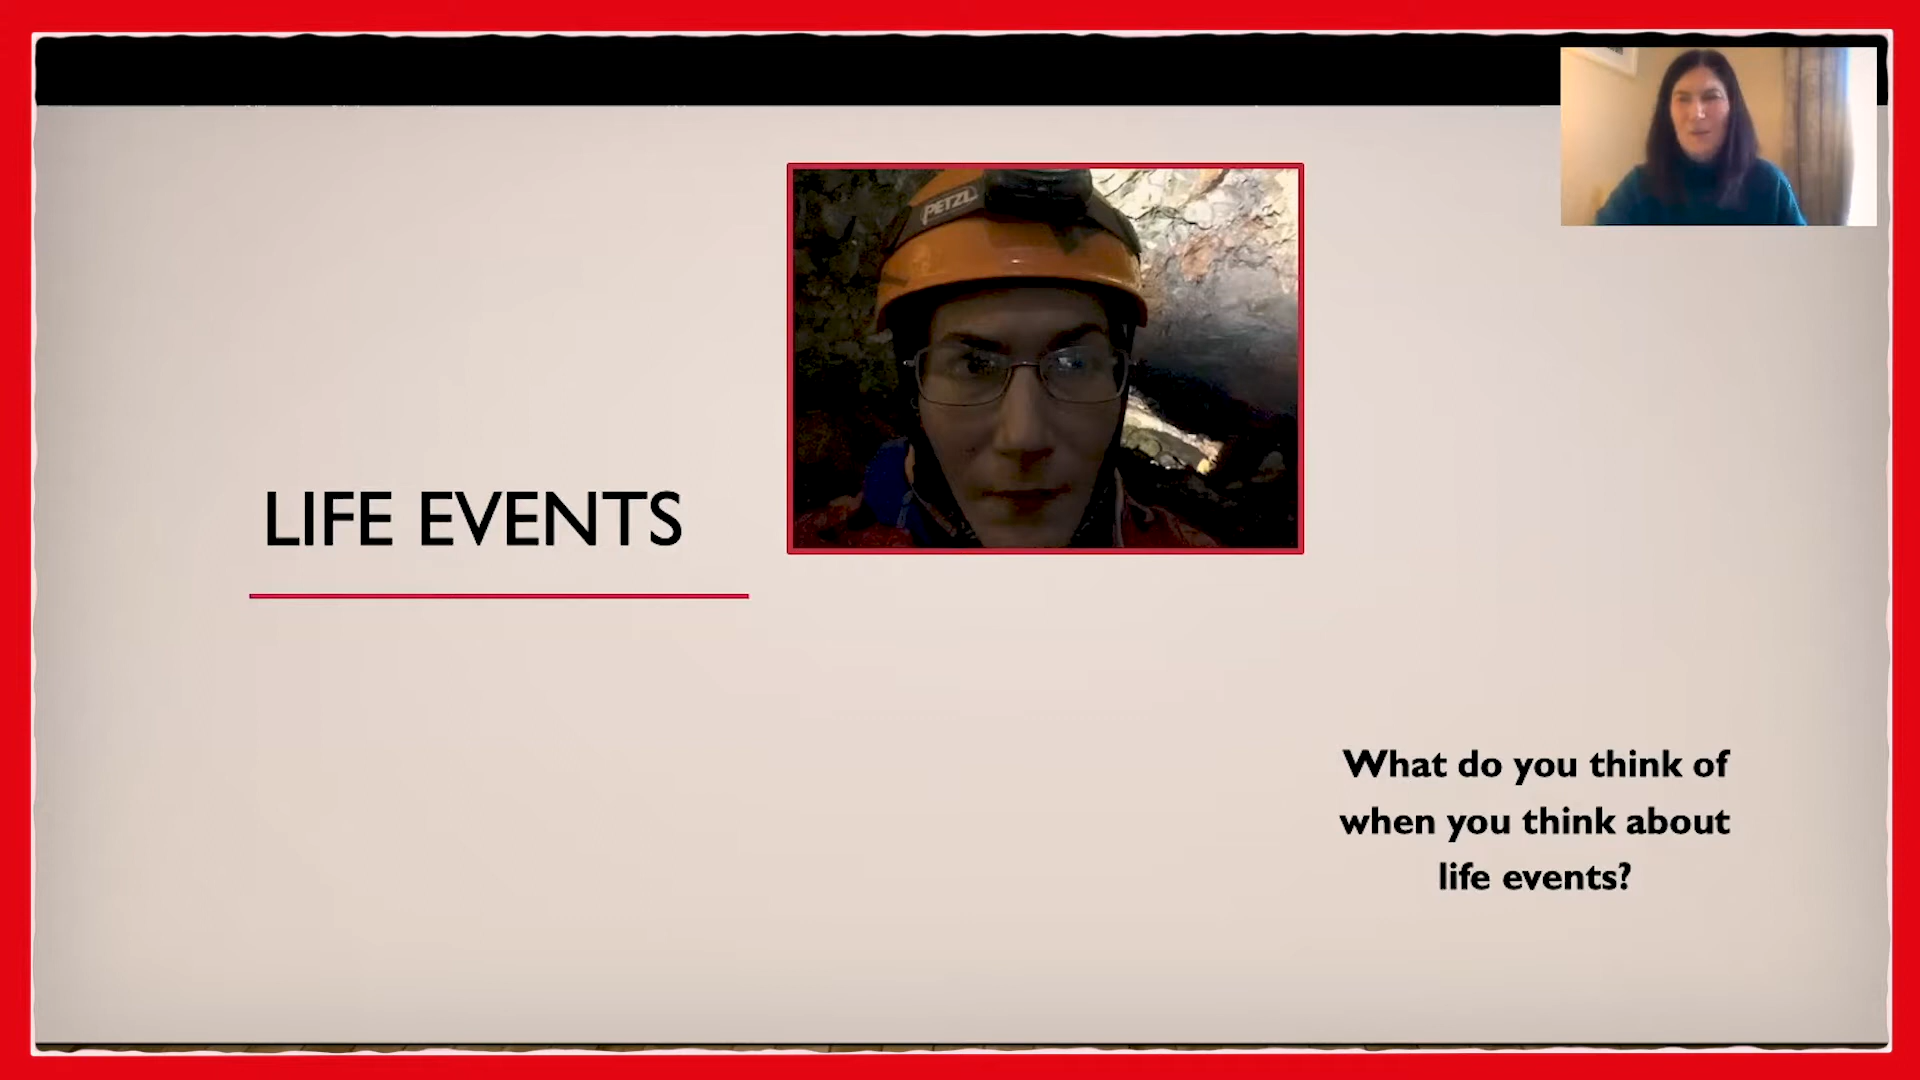 PETZL
LIFE EVENTS
What do you think of
when you think about
life events?